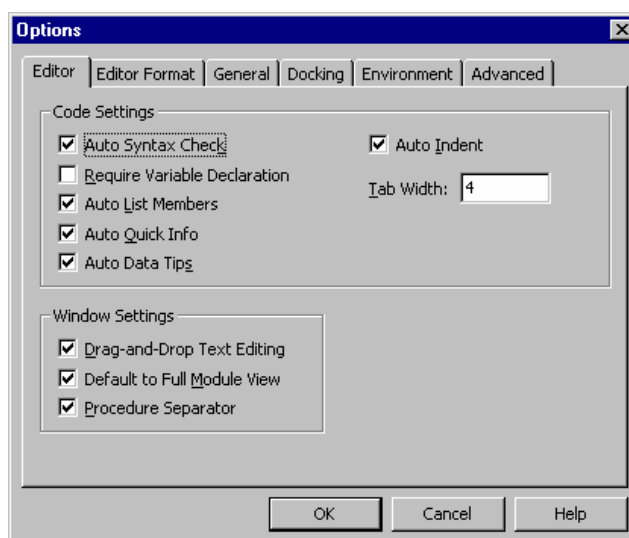 Options
Editor Editor Format General Docking Environment Advanced
Code Settings
Auto Syntax Check
Auto Indent
Require Variable Declaration
Tab Width: 4
Auto List Members
Auto Quick Info
Auto Data Tips
Window Settings
Drag-and-Drop Text Editing
Default to Full Module View
Procedure Separator
OK Cancel Help